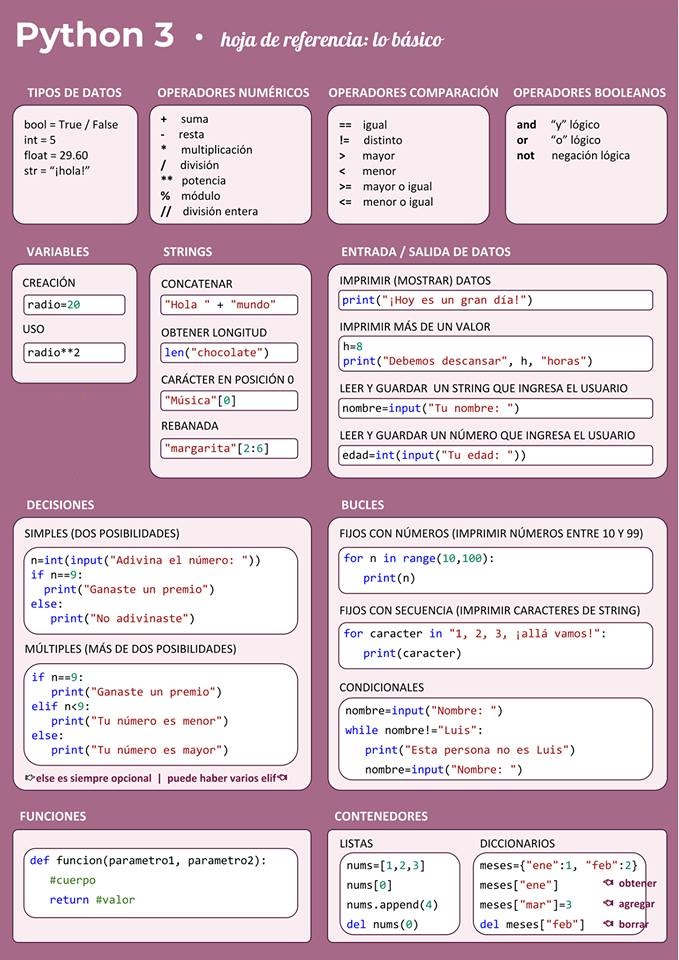 Python 3 • hoja de referencia: lo básico
TIPOS DE DATOS
bool = True / False
int = 5
float = 29.60
str = “¡hola!”
OPERADORES NUMÉRICOS
+ suma
- resta
* multiplicación
/ división
** potencia
% módulo
// división entera
OPERADORES COMPARACIÓN
== igual
!= distinto
> mayor
< menor
>= mayor o igual
<= menor o igual
OPERADORES BOOLEANOS
and “y” lógico
or “o” lógico
not negación lógica
VARIABLES
CREACIÓN
radio=20
USO
radio**2
STRINGS
CONCATENAR
"Hola " + "mundo"
OBTENER LONGITUD
len("chocolate")
CARÁCTER EN POSICIÓN 0
"Música"[0]
REBANADA
"margarita"[2:6]
ENTRADA / SALIDA DE DATOS
IMPRIMIR (MOSTRAR) DATOS
print("¡Hoy es un gran día!")
IMPRIMIR MÁS DE UN VALOR
h=8
print("Debemos descansar", h, "horas")
LEER Y GUARDAR UN STRING QUE INGRESA EL USUARIO
nombre=input("Tu nombre: ")
LEER Y GUARDAR UN NÚMERO QUE INGRESA EL USUARIO
edad=int(input("Tu edad: "))
DECISIONES
SIMPLES (DOS POSIBILIDADES)
n=int(input("Adivina el número: "))
if n==9:
print("Ganaste un premio")
else:
print("No adivinaste")
MÚLTIPLES (MÁS DE DOS POSIBILIDADES)
if n==9:
print("Ganaste un premio")
elif n<9:
print("Tu número es menor")
else:
print("Tu número es mayor")
else es siempre opcional | puede haber varios elif
BUCLES
FIJOS CON NÚMEROS (IMPRIMIR NÚMEROS ENTRE 10 Y 99)
for n in range(10,100):
print(n)
FIJOS CON SECUENCIA (IMPRIMIR CARACTERES DE STRING)
for caracter in "1, 2, 3, ¡allá vamos!":
print(caracter)
CONDICIONALES
nombre=input("Nombre: ")
while nombre!="Luis":
print("Esta persona no es Luis")
nombre=input("Nombre: ")
FUNCIONES
def funcion(parametro1, parametro2):
#cuerpo
return #valor
CONTENEDORES
LISTAS
nums=[1,2,3]
nums[0]
nums.append(4)
del nums(0)
DICCIONARIOS
meses={"ene":1, "feb":2}
meses["ene"] obtener
meses["mar"]=3 agregar
del meses["feb"] borrar